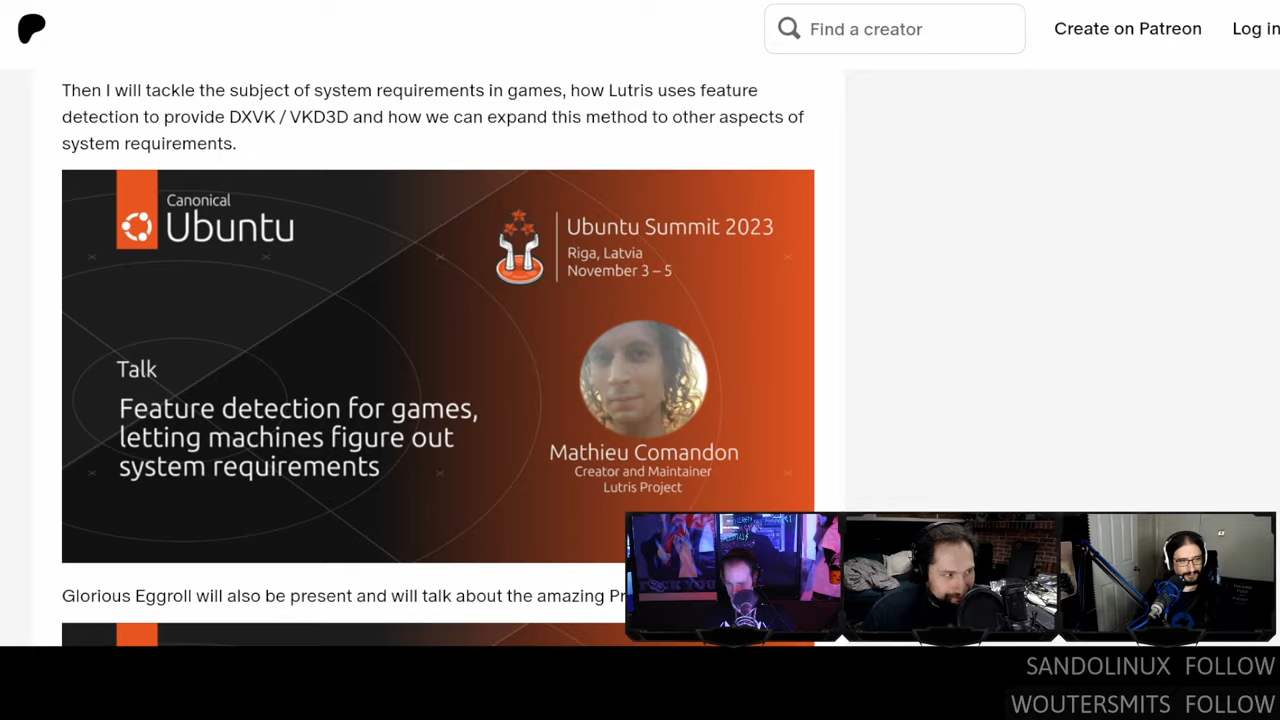 Find a creator
Create on Patreon
Log in
Then I will tackle the subject of system requirements in games, how Lutris uses feature
detection to provide DXVK / VKD3D and how we can expand this method to other aspects of
system requirements.
Canonical
Ubuntu
Ubuntu Summit 2023
Riga, Latvia
November 3 – 5
Talk
Feature detection for games,
letting machines figure out
system requirements
Mathieu Comandon
Creator and Maintainer
Lutris Project
Glorious Eggroll will also be present and will talk about the amazing Pr
SANDOLINUX FOLLOW
WOUTERSMITS FOLLOW